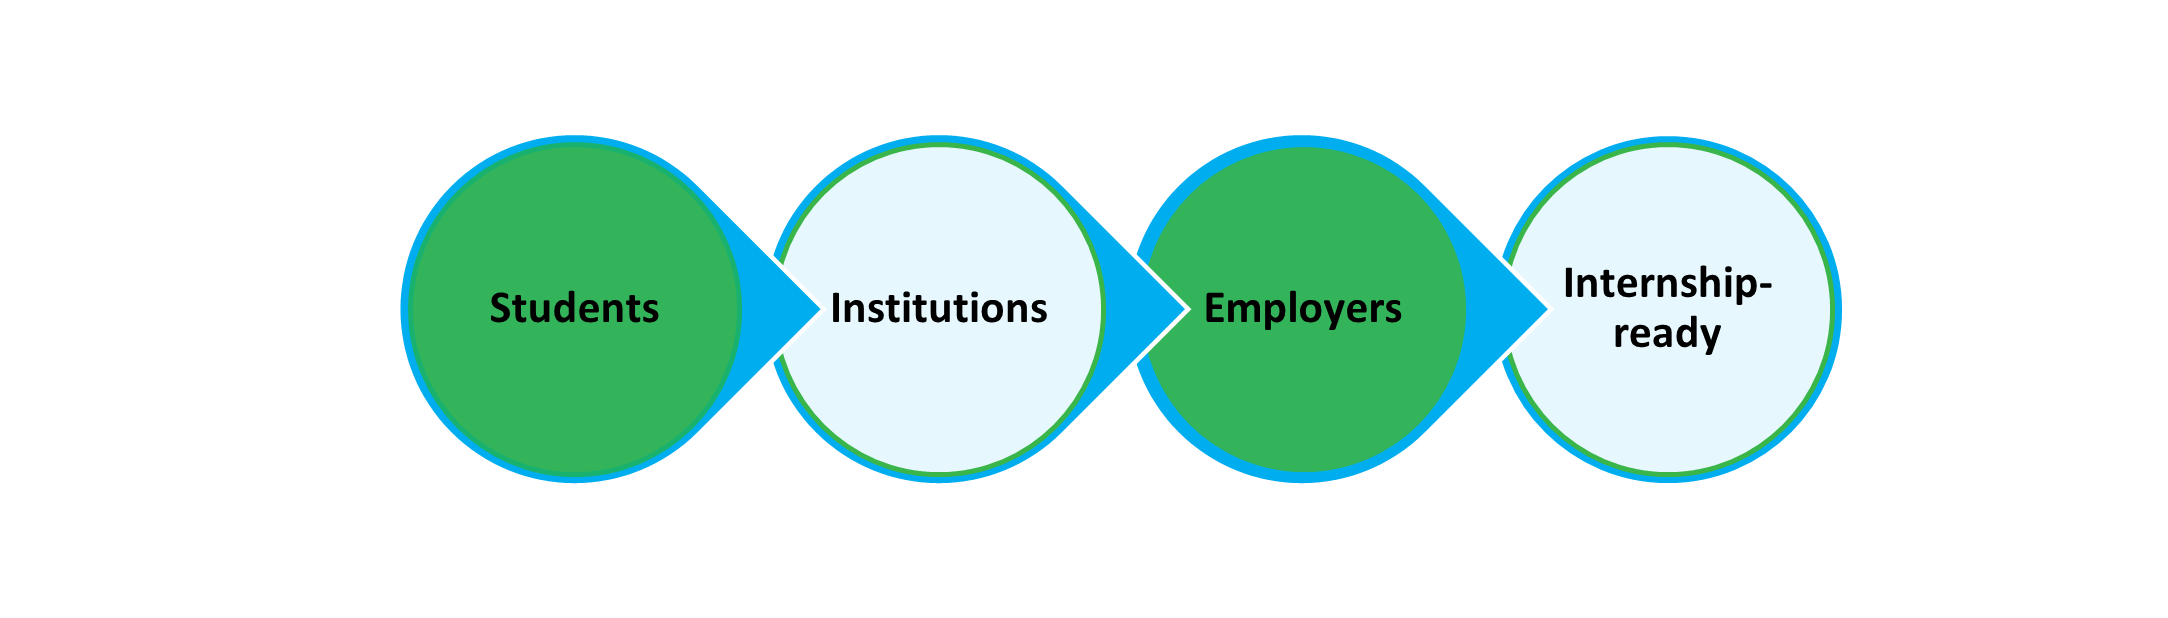 Students
Institutions
Employers
Internship-
ready